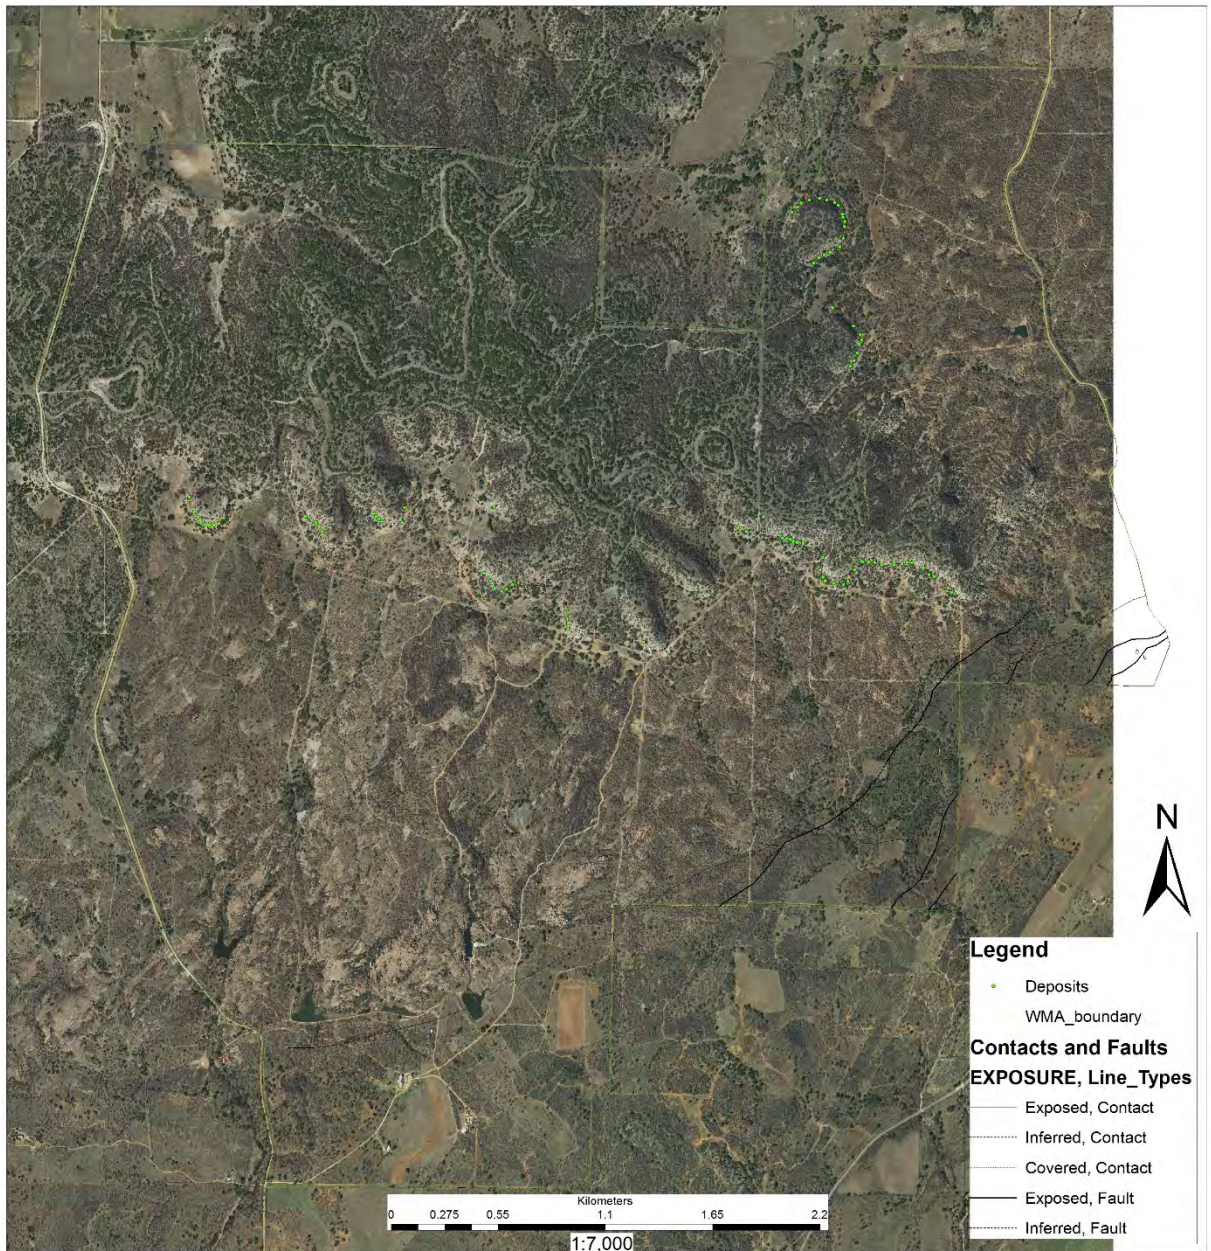 N
Legend
Deposits
WMA_boundary
Contacts and Faults
EXPOSURE, Line_Types
Exposed, Contact
Inferred, Contact
Covered, Contact
Exposed, Fault
Inferred, Fault
Kilometers
0 0.275 0.55 1.1 1.65 2.2
1:7,000